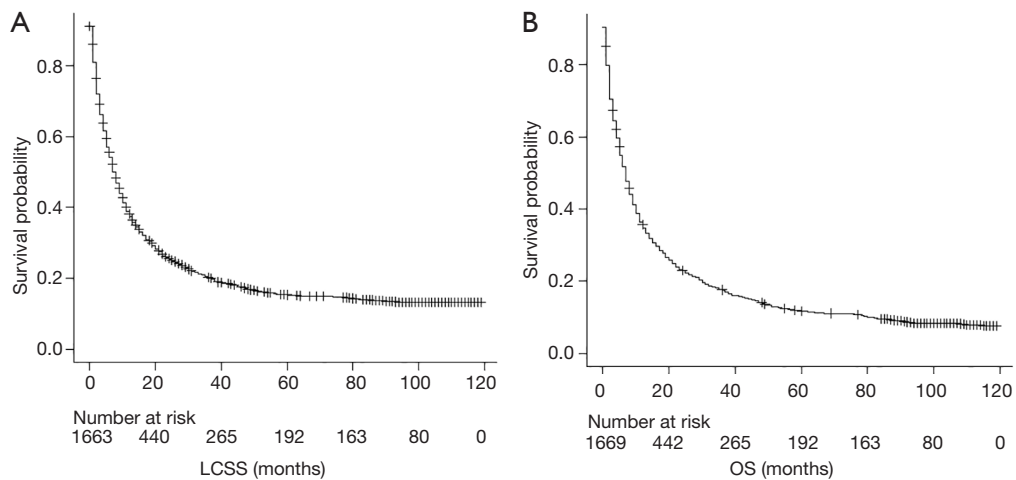 A
Survival probability
0.8
0.6
0.4
0.2
0.0
0 20 40 60 80 100 120
Number at risk
1663 440 265 192 163 80 0
LCSS (months)
B
Survival probability
0.8
0.6
0.4
0.2
0.0
0 20 40 60 80 100 120
Number at risk
1669 442 265 192 163 80 0
OS (months)